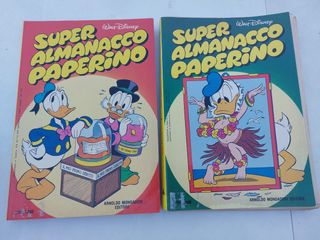 Walt Disney
SUPER
ALMANACCO
PAPERINO
ARNOLDO MONDADORI
EDITORE
Walt Disney
SUPER
ALMANACCO
PAPERINO
ARNOLDO MONDADORI EDITORE